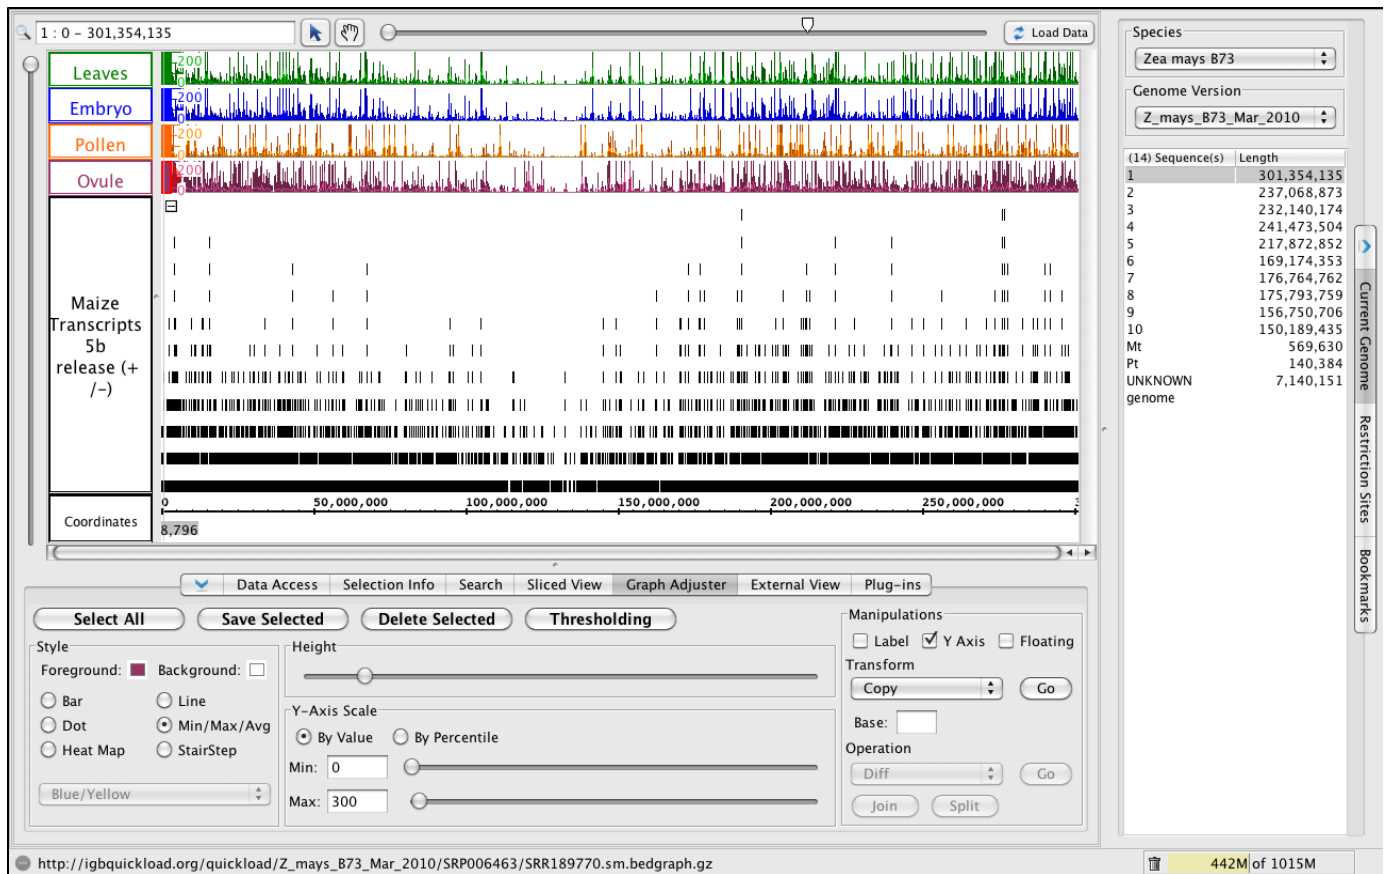 1 : 0 - 301,354,135
Load Data
Leaves
200
0
Embryo
200
0
Pollen
200
0
Ovule
200
0
Maize
Transcripts
5b
release (+
/-)
0 50,000,000 100,000,000 150,000,000 200,000,000 250,000,000 3
Coordinates
8,796
Data Access Selection Info Search Sliced View Graph Adjuster External View Plug-ins
Select All Save Selected Delete Selected Thresholding
Style
Foreground: Background:
Bar Line
Dot Min/Max/Avg
Heat Map StairStep
Blue/Yellow
Height
Y-Axis Scale
By Value By Percentile
Min: 0
Max: 300
Manipulations
Label Y Axis Floating
Transform
Copy Go
Base:
Operation
Diff Go
Join Split
Species
Zea mays B73
Genome Version
Z_mays_B73_Mar_2010
(14) Sequence(s) Length
1 301,354,135
2 237,068,873
3 232,140,174
4 241,473,504
5 217,872,852
6 169,174,353
7 176,764,762
8 175,793,759
9 156,750,706
10 150,189,435
Mt 569,630
Pt 140,384
UNKNOWN 7,140,151
genome
Current Genome
Restriction Sites
Bookmarks
http://igbquickload.org/quickload/Z_mays_B73_Mar_2010/SRP006463/SRR189770.sm.bedgraph.gz
442M of 1015M